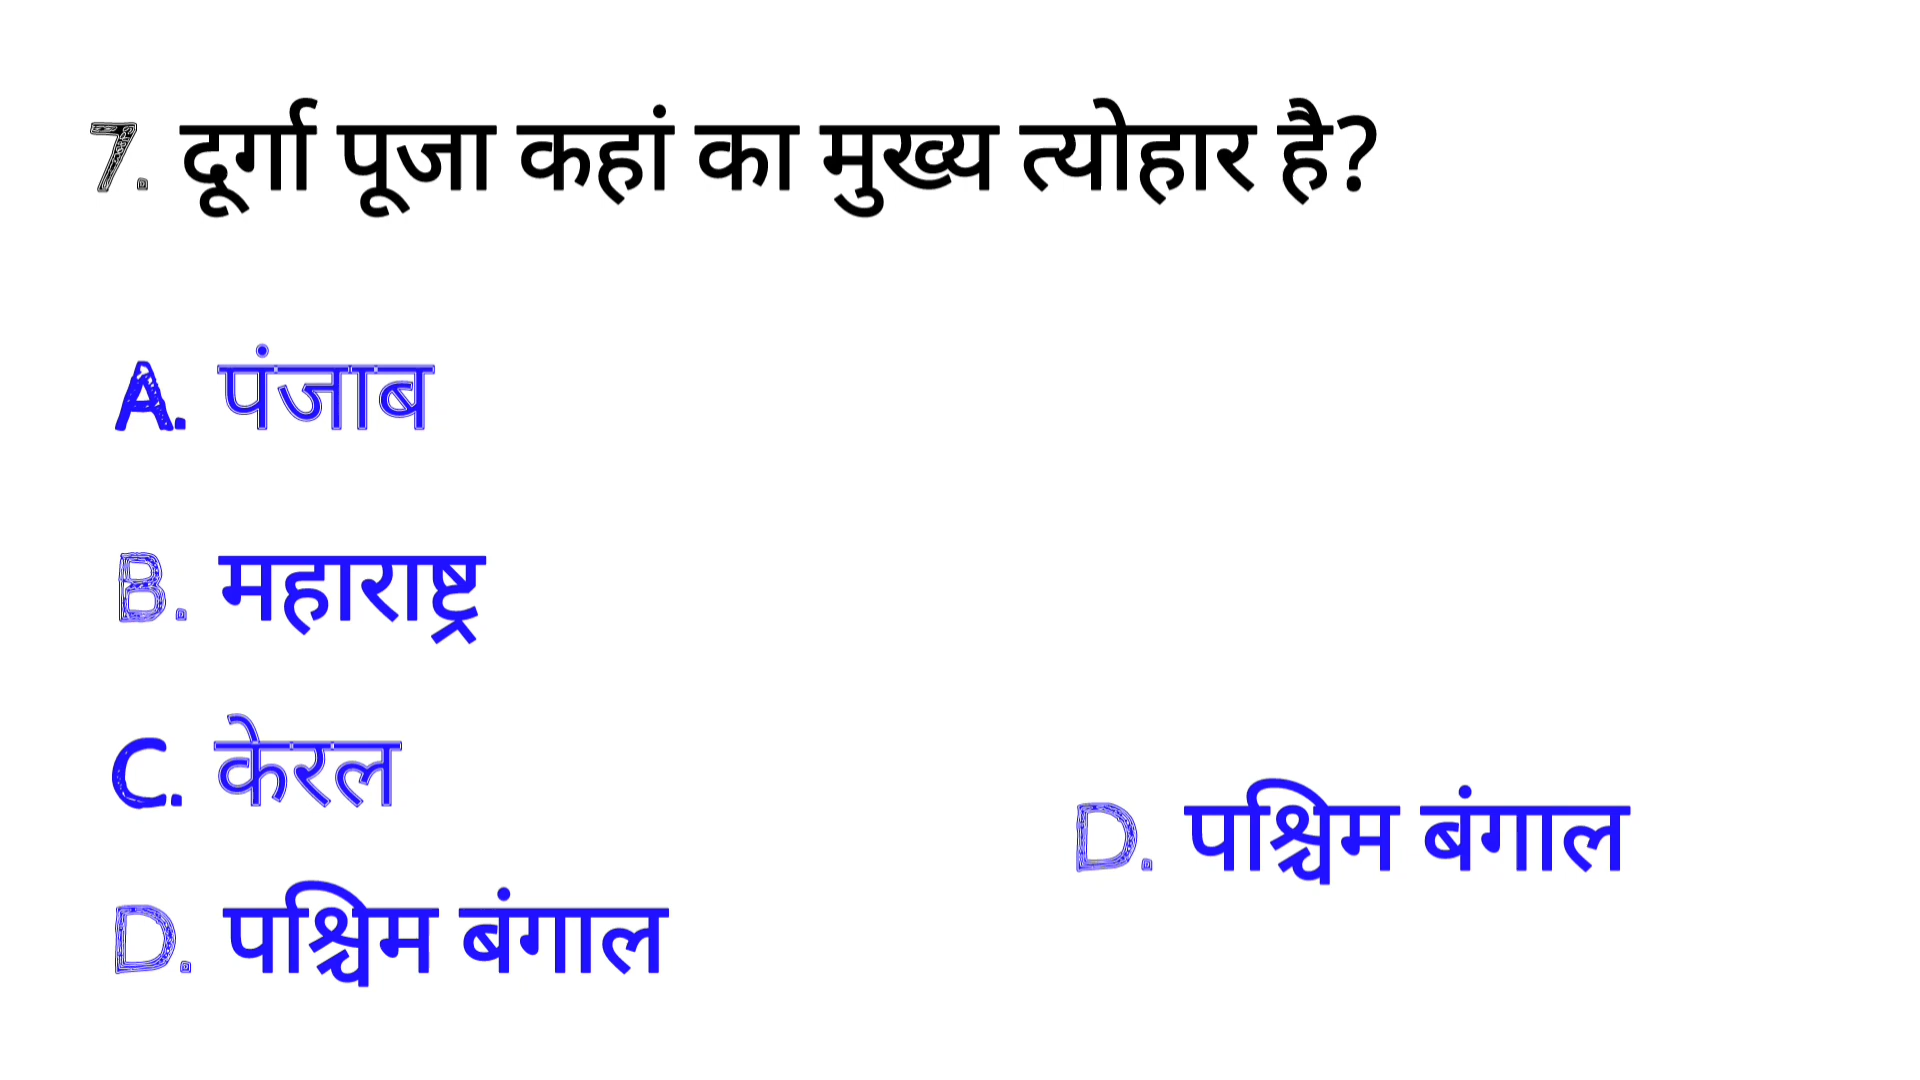 7. दूर्गा पूजा कहां का मुख्य त्योहार है?
A. पंजाब
B. महाराष्ट्र
C. केरल
D. पश्चिम बंगाल
D. पश्चिम बंगाल